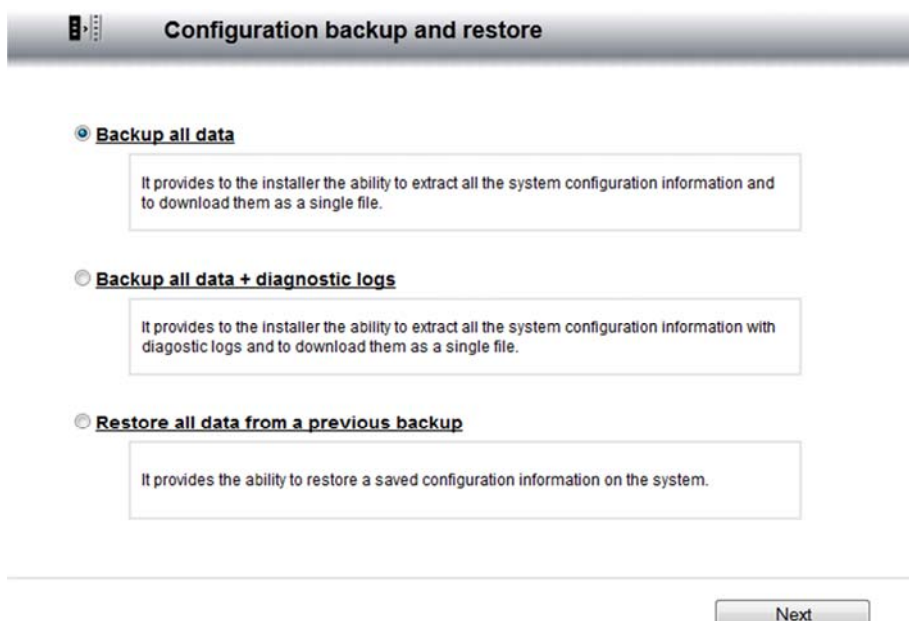 Configuration backup and restore
Backup all data
It provides to the installer the ability to extract all the system configuration information and
to download them as a single file.
Backup all data + diagnostic logs
It provides to the installer the ability to extract all the system configuration information with
diagostic logs and to download them as a single file.
Restore all data from a previous backup
It provides the ability to restore a saved configuration information on the system.
Next